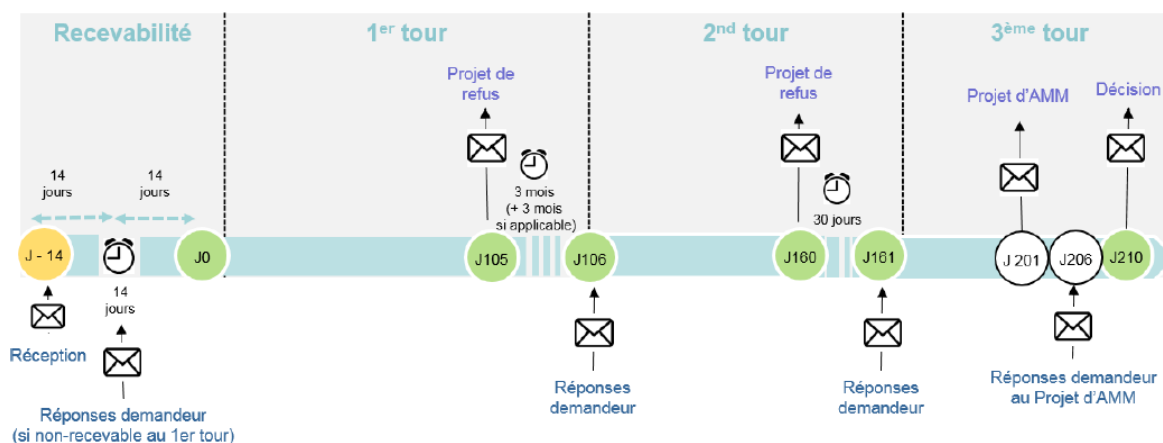 Recevabilité
1er tour
2nd tour
3ème tour
Projet de
refus
Projet de
refus
Projet d'AMM
Décision
14
jours
14
jours
3 mois
(+ 3 mois
si applicable)
30 jours
J - 14
J0
J105
J106
J160
J161
J 201
J206
J210
14
jours
Réception
Réponses demandeur
(si non-recevable au 1er tour)
Réponses
demandeur
Réponses
demandeur
Réponses demandeur
au Projet d'AMM